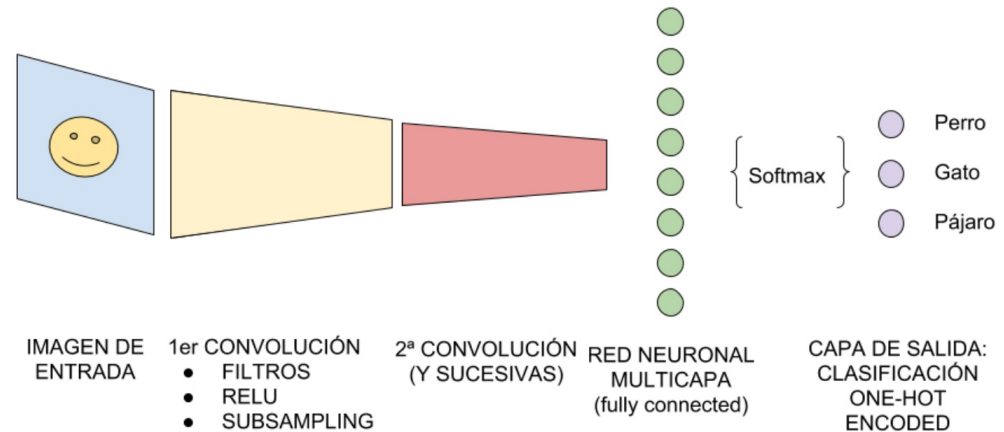 Softmax
Perro
Gato
Pájaro
IMAGEN DE
ENTRADA
1er CONVOLUCIÓN
● FILTROS
● RELU
● SUBSAMPLING
2ª CONVOLUCIÓN
(Y SUCESIVAS)
RED NEURONAL
MULTICAPA
(fully connected)
CAPA DE SALIDA:
CLASIFICACIÓN
ONE-HOT
ENCODED